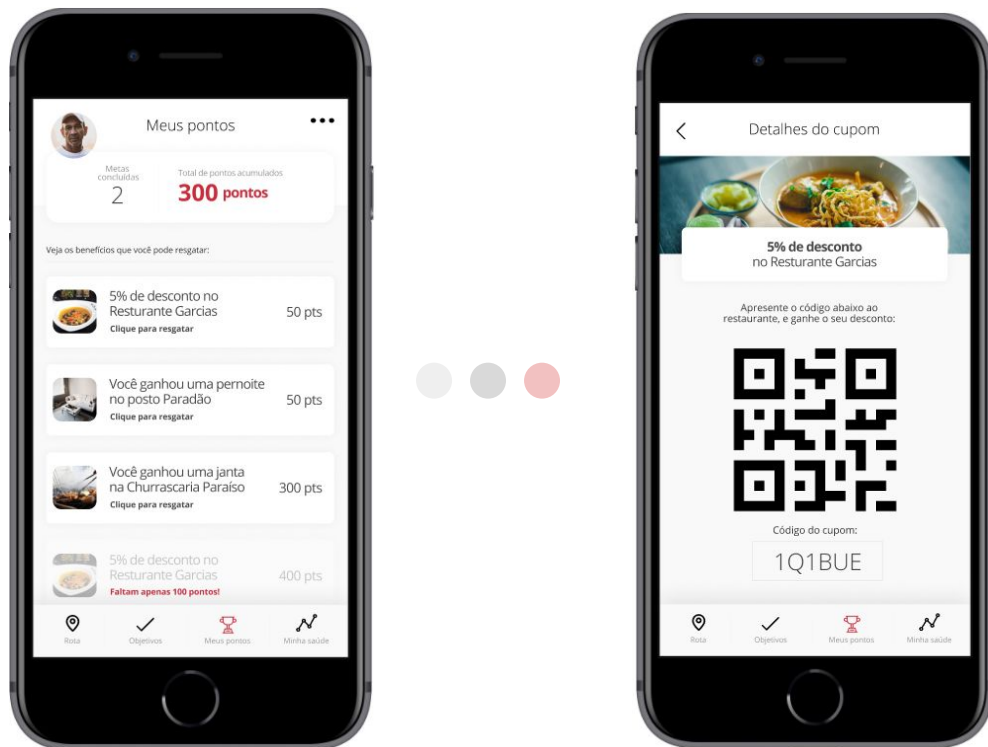 Meus pontos
Metas
concluídas
2
Total de pontos acumulados
300 pontos
Veja os benefícios que você pode resgatar:
5% de desconto no
Resturante Garcias
Clique para resgatar
50 pts
Você ganhou uma pernoite
no posto Paradão
Clique para resgatar
50 pts
Você ganhou uma janta
na Churrascaria Paraíso
Clique para resgatar
300 pts
5% de desconto no
Resturante Garcias
Faltam apenas 100 pontos!
400 pts
Rota
Objetivos
Meus pontos
Minha saúde
Detalhes do cupom
5% de desconto
no Resturante Garcias
Apresente o código abaixo ao
restaurante, e ganhe o seu desconto:
Código do cupom:
1Q1BUE
Rota
Objetivos
Meus pontos
Minha saúde